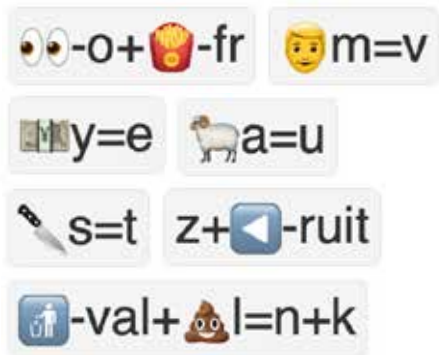 👀-o+🍟-fr 👨m=v
💴y=e 🐏a=u
🔪s=t z+◀️-ruit
🚮-val+💩l=n+k